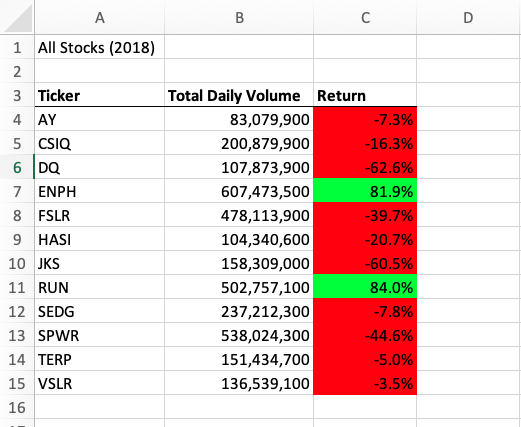 A B C D
1 All Stocks (2018)
2
3 Ticker Total Daily Volume Return
4 AY 83,079,900 -7.3%
5 CSIQ 200,879,900 -16.3%
6 DQ 107,873,900 -62.6%
7 ENPH 607,473,500 81.9%
8 FSLR 478,113,900 -39.7%
9 HASI 104,340,600 -20.7%
10 JKS 158,309,000 -60.5%
11 RUN 502,757,100 84.0%
12 SEDG 237,212,300 -7.8%
13 SPWR 538,024,300 -44.6%
14 TERP 151,434,700 -5.0%
15 VSLR 136,539,100 -3.5%
16